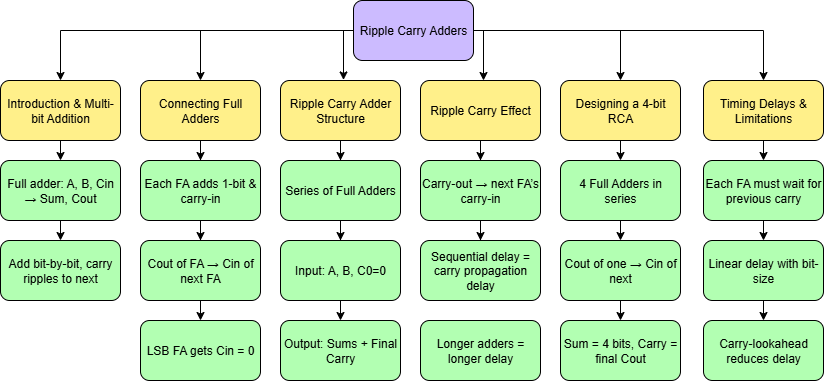 Ripple Carry Adders
Introduction & Multi-
bit Addition
Full adder: A, B, Cin
→ Sum, Cout
Add bit-by-bit, carry
ripples to next
Connecting Full
Adders
Each FA adds 1-bit &
carry-in
Cout of FA → Cin of
next FA
LSB FA gets Cin = 0
Ripple Carry Adder
Structure
Series of Full Adders
Input: A, B, C0=0
Output: Sums + Final
Carry
Ripple Carry Effect
Carry-out → next FA's
carry-in
Sequential delay =
carry propagation
delay
Longer adders =
longer delay
Designing a 4-bit
RCA
4 Full Adders in
series
Cout of one → Cin of
next
Sum = 4 bits, Carry =
final Cout
Timing Delays &
Limitations
Each FA must wait for
previous carry
Linear delay with bit-
size
Carry-lookahead
reduces delay